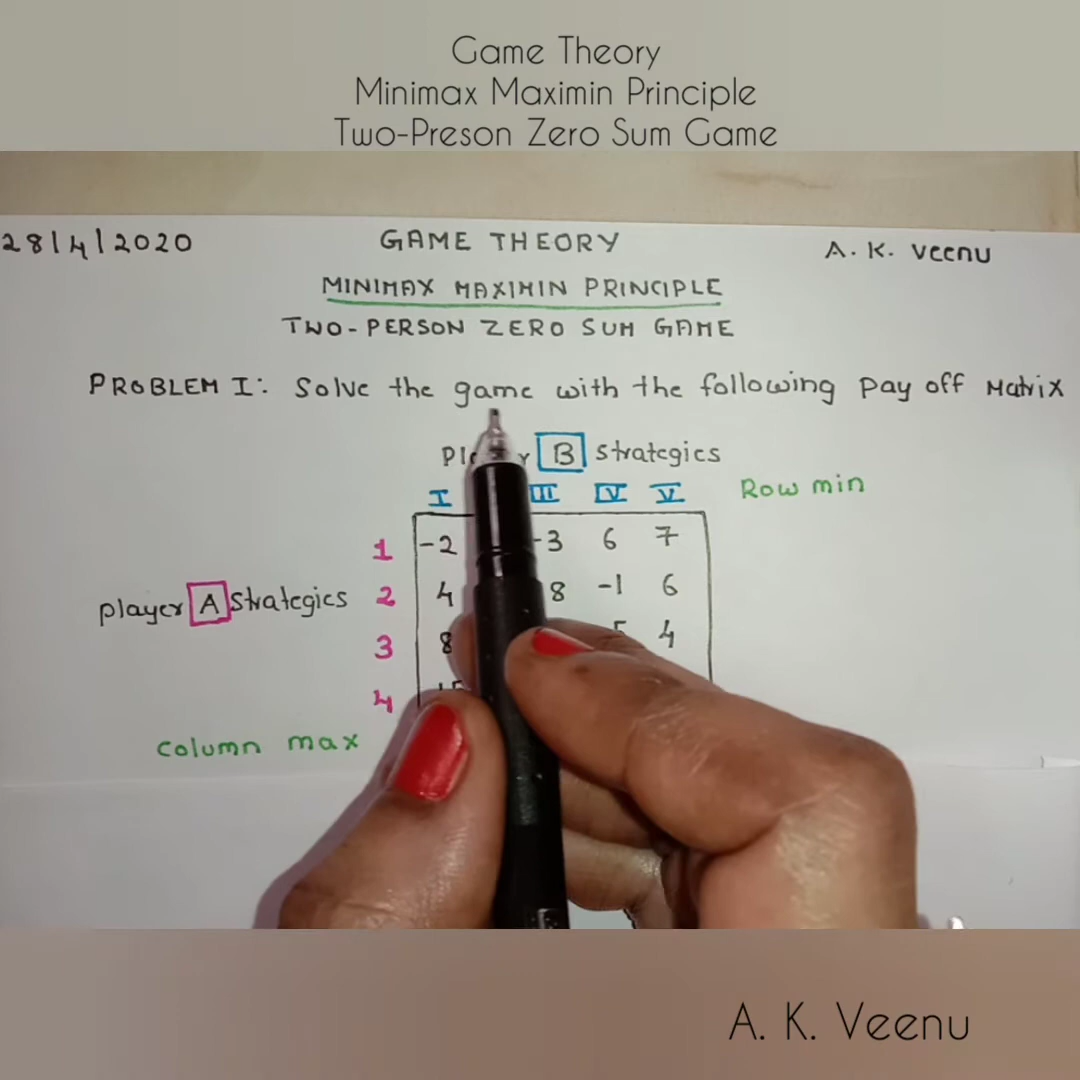 Game Theory
Minimax Maximin Principle
Two-Preson Zero Sum Game
28/4/2020 GAME THEORY A. K. Veenu
MINIMAX MAXIMIN PRINCIPLE
TWO-PERSON ZERO SUM GAME
PROBLEM I: Solve the game with the following Pay off Matrix
B Strategies
I III IV V Row min
1 -2 -3 6 7
Player A Strategies 2 4 8 -1 6
3 8 4
4
Column max
A. K. Veenu